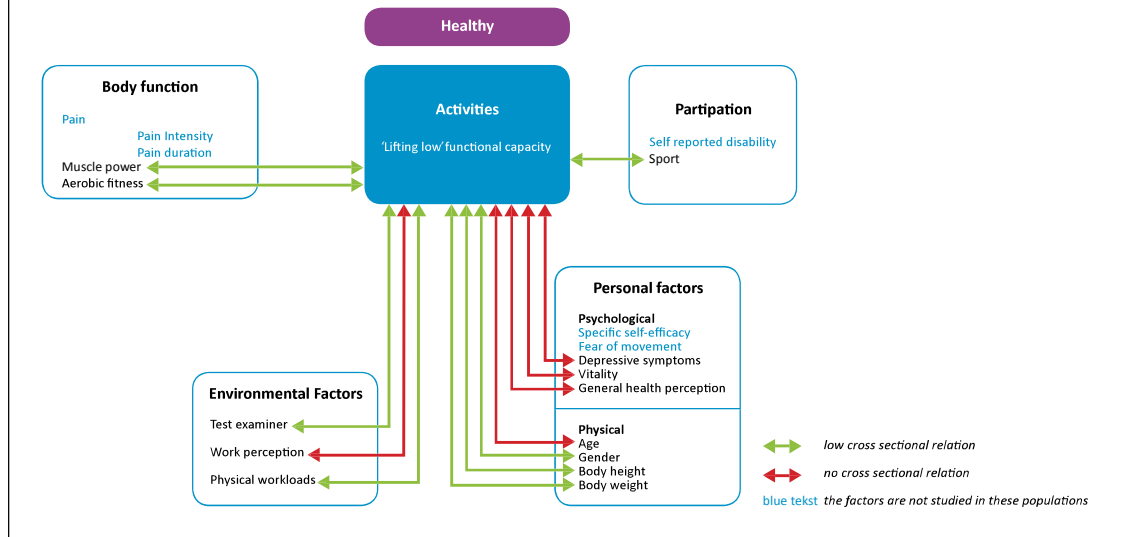 Healthy
Body function
Pain
Pain Intensity
Pain duration
Muscle power
Aerobic fitness
Activities
'Lifting low' functional capacity
Partipation
Self reported disability
Sport
Environmental Factors
Test examiner
Work perception
Physical workloads
Personal factors
Psychological
Specific self-efficacy
Fear of movement
Depressive symptoms
Vitality
General health perception
Physical
Age
Gender
Body height
Body weight
low cross sectional relation
no cross sectional relation
blue tekst the factors are not studied in these populations